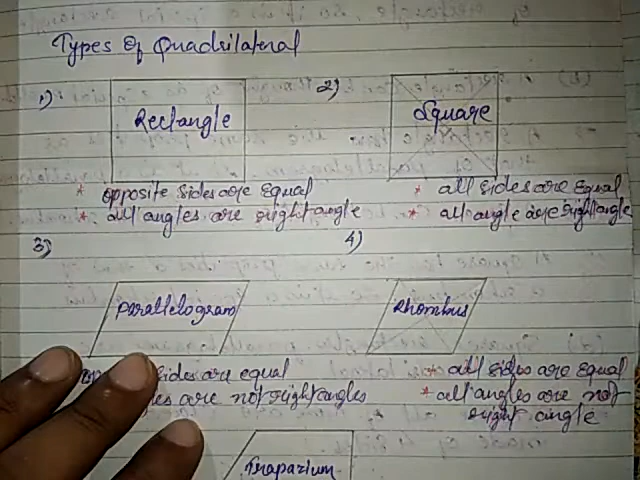 Types Of Quadrilateral
1)
Rectangle
* opposite sides are equal
* all angles are right angle
2)
Square
* all sides are equal
* all angle are right angle
3)
Parallelogram
sides are equal
are not right angles
4)
Rhombus
* all sides are equal
* all angles are not
right angle
Trapazium